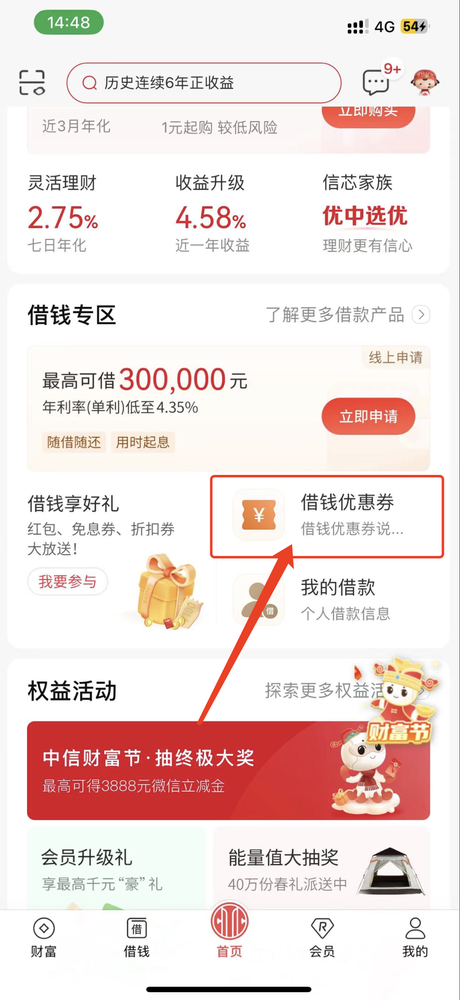 14:48
4G
54
历史连续6年正收益
9+
立即购买
近3月年化
1元起购 较低风险
灵活理财
收益升级
信芯家族
2.75%
4.58%
优中选优
七日年化
近一年收益
理财更有信心
借钱专区
了解更多借款产品
线上申请
最高可借300,000元
年利率(单利)低至4.35%
立即申请
随借随还
用时起息
借钱享好礼
红包、免息券、折扣券
大放送!
我要参与
¥100
¥
借钱优惠券
借钱优惠券说...
借
我的借款
个人借款信息
权益活动
探索更多权益活
财富节
中信财富节·抽终极大奖
最高可得3888元微信立减金
会员升级礼
享最高千元“豪”礼
能量值大抽奖
40万份春礼派送中
财富
借
借钱
首页
R
会员
我的